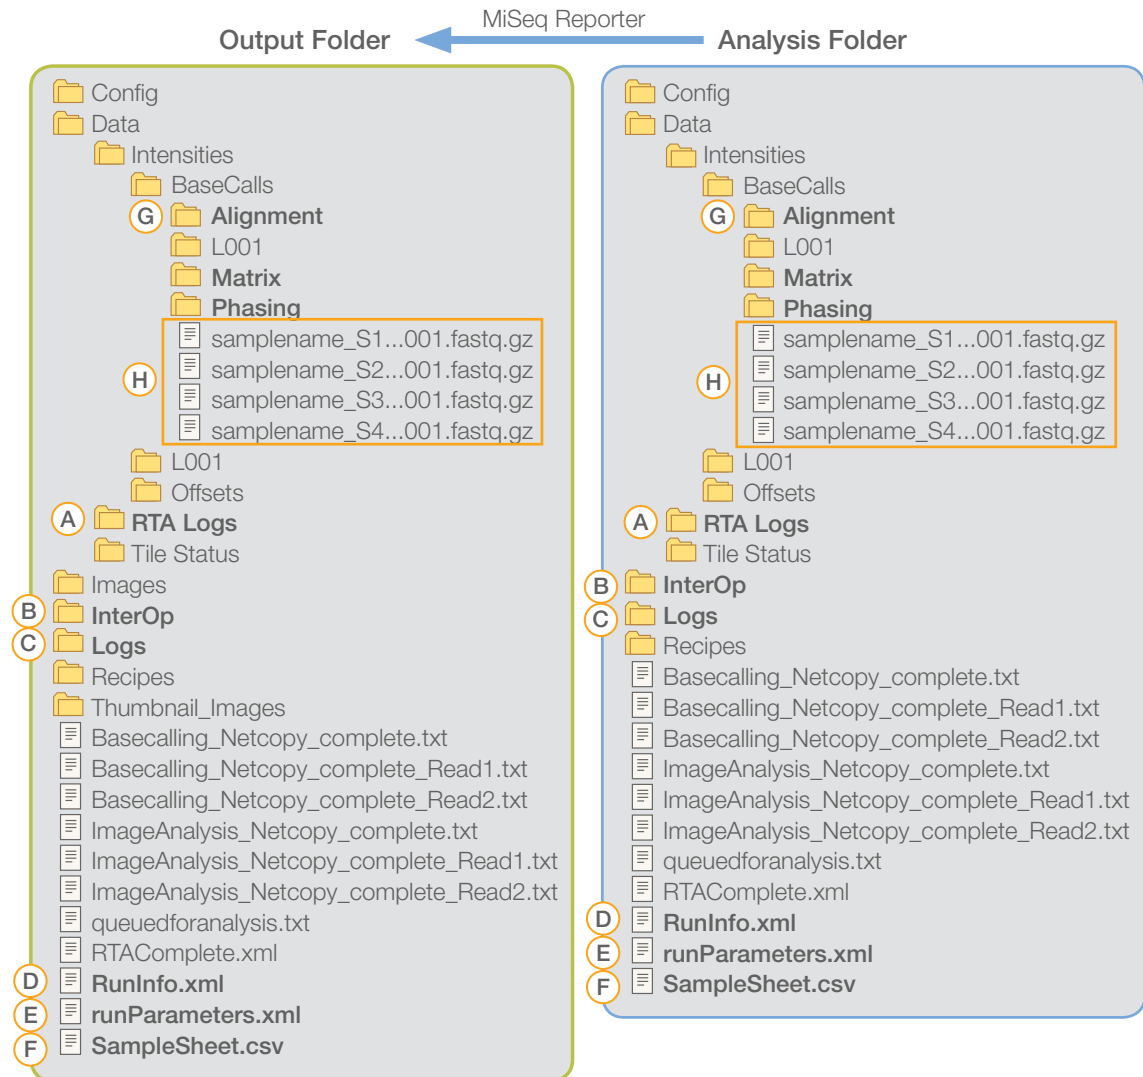 MiSeq Reporter
Output Folder
Analysis Folder
Config
Data
Intensities
BaseCalls
G Alignment
L001
Matrix
Phasing
H
samplename_S1...001.fastq.gz
samplename_S2...001.fastq.gz
samplename_S3...001.fastq.gz
samplename_S4...001.fastq.gz
L001
Offsets
A RTA Logs
Tile Status
Images
B InterOp
C Logs
Recipes
Thumbnail_Images
Basecalling_Netcopy_complete.txt
Basecalling_Netcopy_complete_Read1.txt
Basecalling_Netcopy_complete_Read2.txt
ImageAnalysis_Netcopy_complete.txt
ImageAnalysis_Netcopy_complete_Read1.txt
ImageAnalysis_Netcopy_complete_Read2.txt
queuedforanalysis.txt
RTAComplete.xml
D RunInfo.xml
E runParameters.xml
F SampleSheet.csv
Config
Data
Intensities
BaseCalls
G Alignment
L001
Matrix
Phasing
H
samplename_S1...001.fastq.gz
samplename_S2...001.fastq.gz
samplename_S3...001.fastq.gz
samplename_S4...001.fastq.gz
L001
Offsets
A RTA Logs
Tile Status
B InterOp
C Logs
Recipes
Basecalling_Netcopy_complete.txt
Basecalling_Netcopy_complete_Read1.txt
Basecalling_Netcopy_complete_Read2.txt
ImageAnalysis_Netcopy_complete.txt
ImageAnalysis_Netcopy_complete_Read1.txt
ImageAnalysis_Netcopy_complete_Read2.txt
queuedforanalysis.txt
RTAComplete.xml
D RunInfo.xml
E runParameters.xml
F SampleSheet.csv